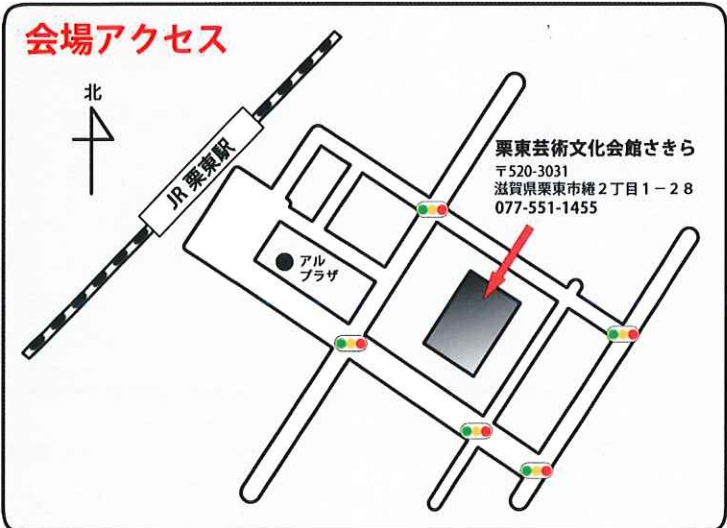 会場アクセス
北
JR 栗東駅
栗東芸術文化会館さきら
〒520-3031
滋賀県栗東市綣2丁目1－28
077-551-1455
アル
プラザ